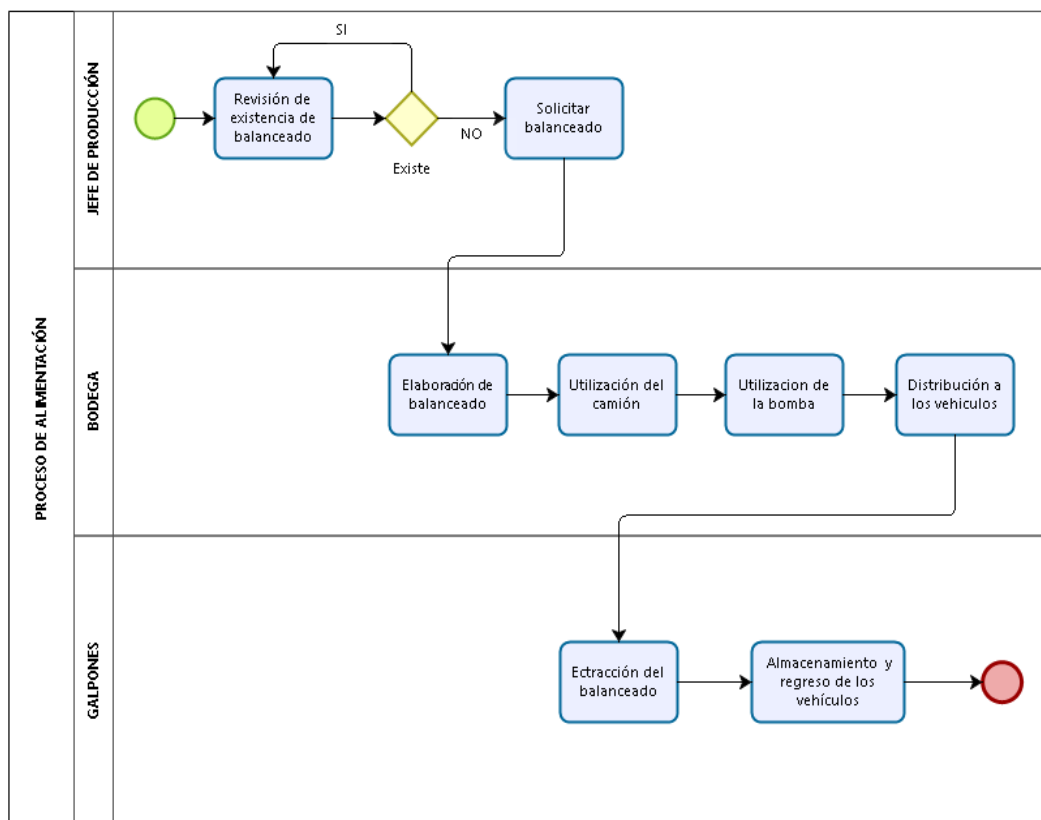 PROCESO DE ALIMENTACIÓN
JEFE DE PRODUCCIÓN
SI
Revisión de
existencia de
balanceado
Existe
NO
Solicitar
balanceado
BODEGA
Elaboración de
balanceado
Utilización del
camión
Utilizacion de
la bomba
Distribución a
los vehiculos
GALPONES
Ectracción del
balanceado
Almacenamiento y
regreso de los
vehículos